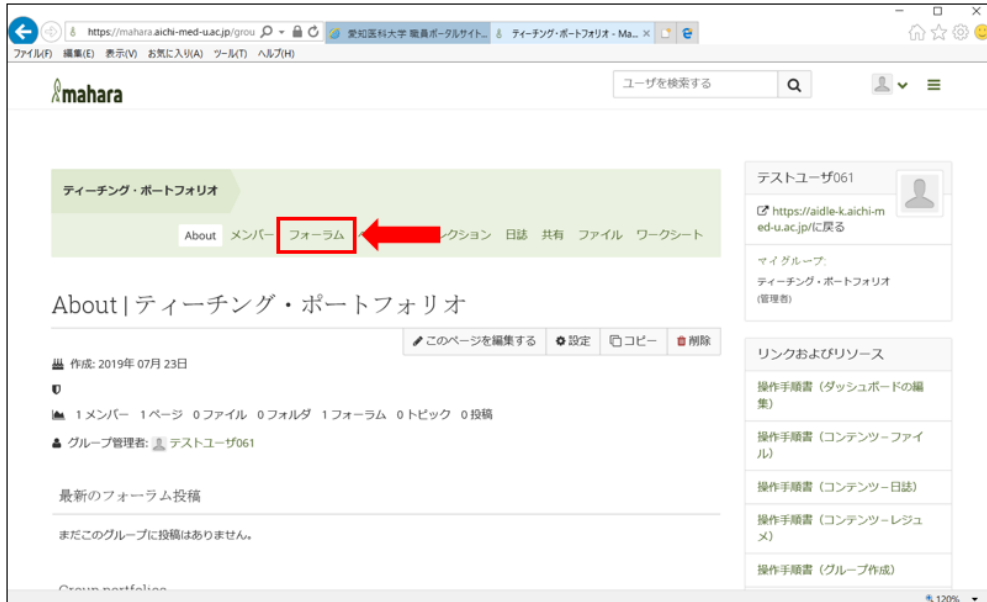 https://mahara.aichi-med-u.ac.jp/grou
愛知医科大学 職員ポータルサイト...
ティーチング・ポートフォリオ - Ma...
ファイル(F) 編集(E) 表示(V) お気に入り(A) ツール(T) ヘルプ(H)
mahara
ユーザを検索する
ティーチング・ポートフォリオ
About メンバー フォーラム レクション 日誌 共有 ファイル ワークシート
About | ティーチング・ポートフォリオ
このページを編集する 設定 コピー 削除
作成: 2019年 07月 23日
1 メンバー 1 ページ 0 ファイル 0 フォルダ 1 フォーラム 0 トピック 0 投稿
グループ管理者: テストユーザ061
最新のフォーラム投稿
まだこのグループに投稿はありません。
Group portfolios
テストユーザ061
https://aidle-k.aichi-m
ed-u.ac.jp/に戻る
マイグループ:
ティーチング・ポートフォリオ
(管理者)
リンクおよびリソース
操作手順書（ダッシュボードの編
集）
操作手順書（コンテンツ－ファイ
ル）
操作手順書（コンテンツ－日誌）
操作手順書（コンテンツ－レジュ
メ）
操作手順書（グループ作成）
120%